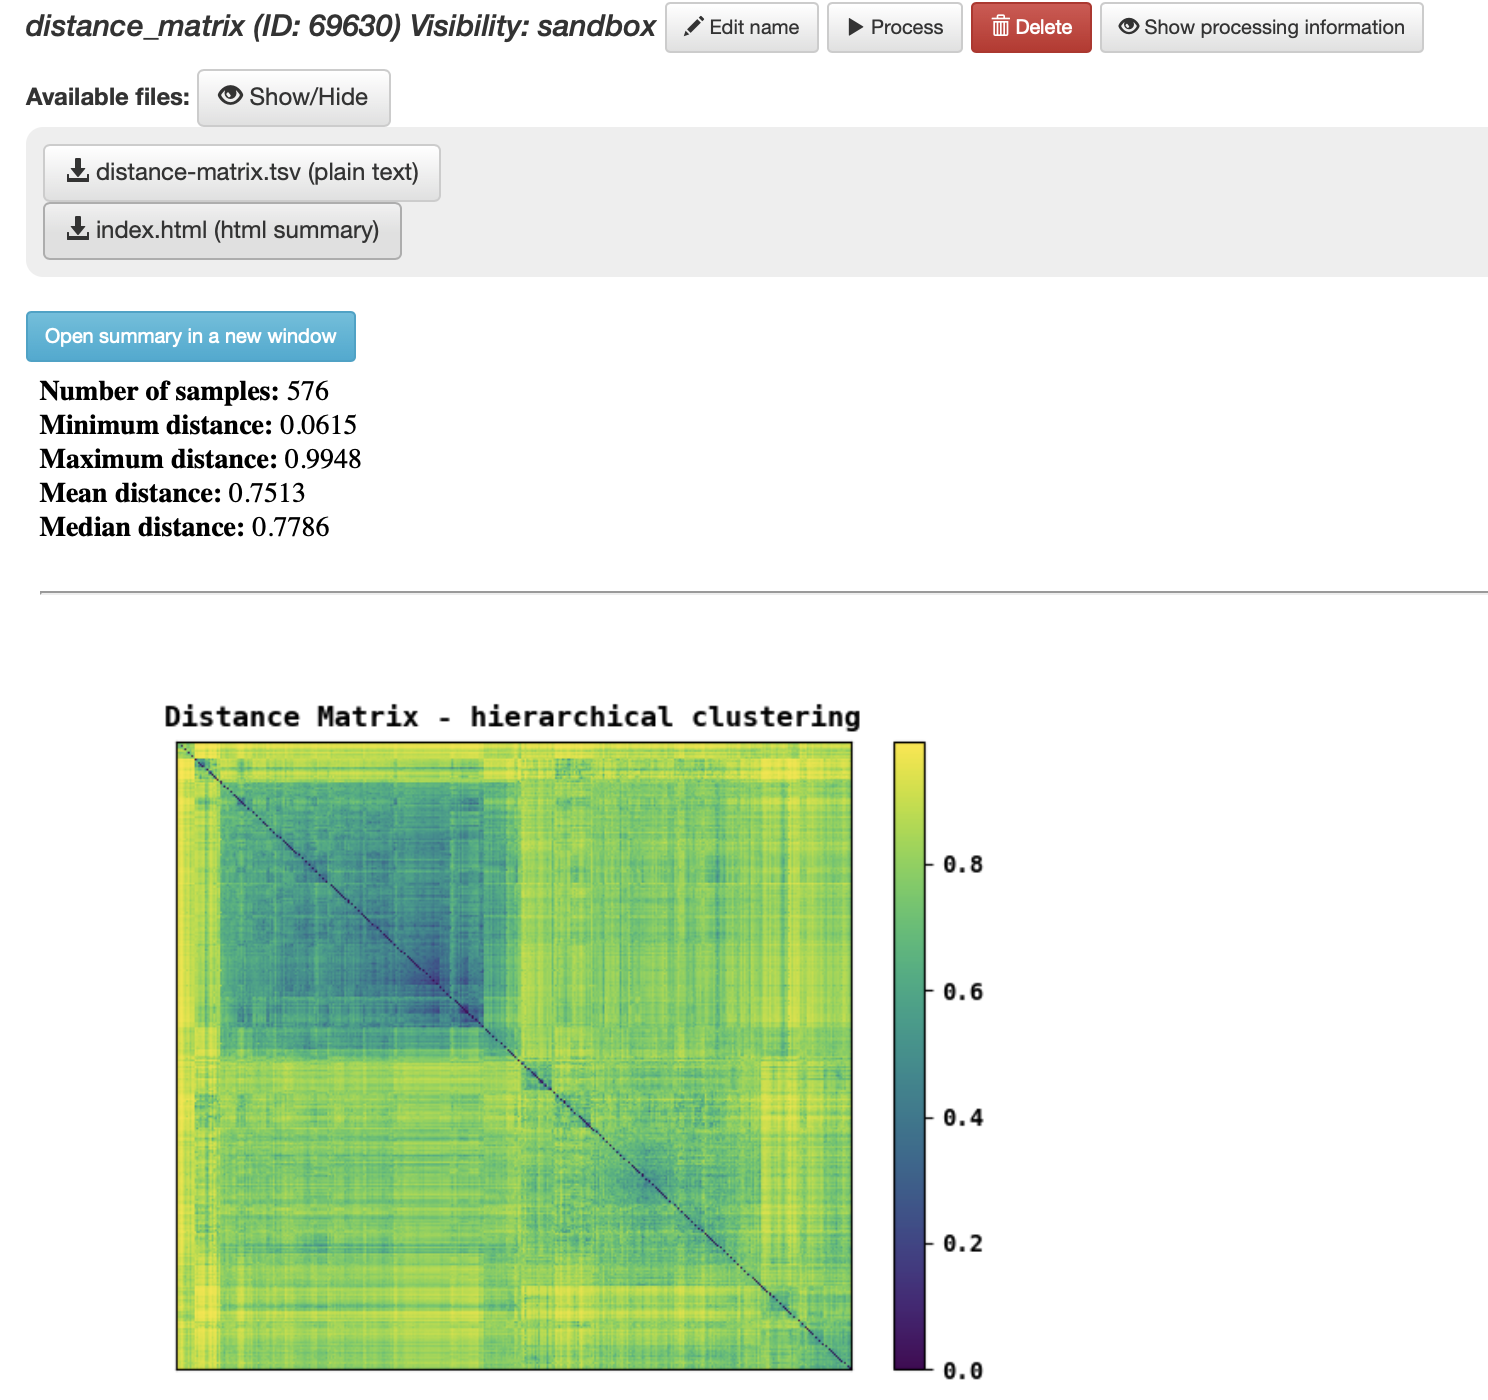 distance_matrix (ID: 69630) Visibility: sandbox Edit name Process Delete Show processing information
Available files: Show/Hide
distance-matrix.tsv (plain text)
index.html (html summary)
Open summary in a new window
Number of samples: 576
Minimum distance: 0.0615
Maximum distance: 0.9948
Mean distance: 0.7513
Median distance: 0.7786
Distance Matrix - hierarchical clustering
0.8
0.6
0.4
0.2
0.0